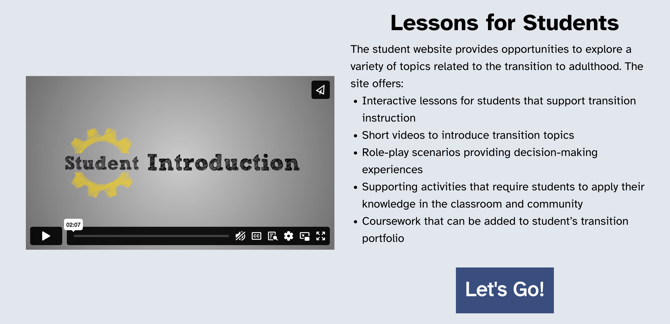 Lessons for Students
The student website provides opportunities to explore a
variety of topics related to the transition to adulthood. The
site offers:
• Interactive lessons for students that support transition
instruction
• Short videos to introduce transition topics
• Role-play scenarios providing decision-making
experiences
• Supporting activities that require students to apply their
knowledge in the classroom and community
• Coursework that can be added to student's transition
portfolio
Let's Go!
Student Introduction
02:07
CC